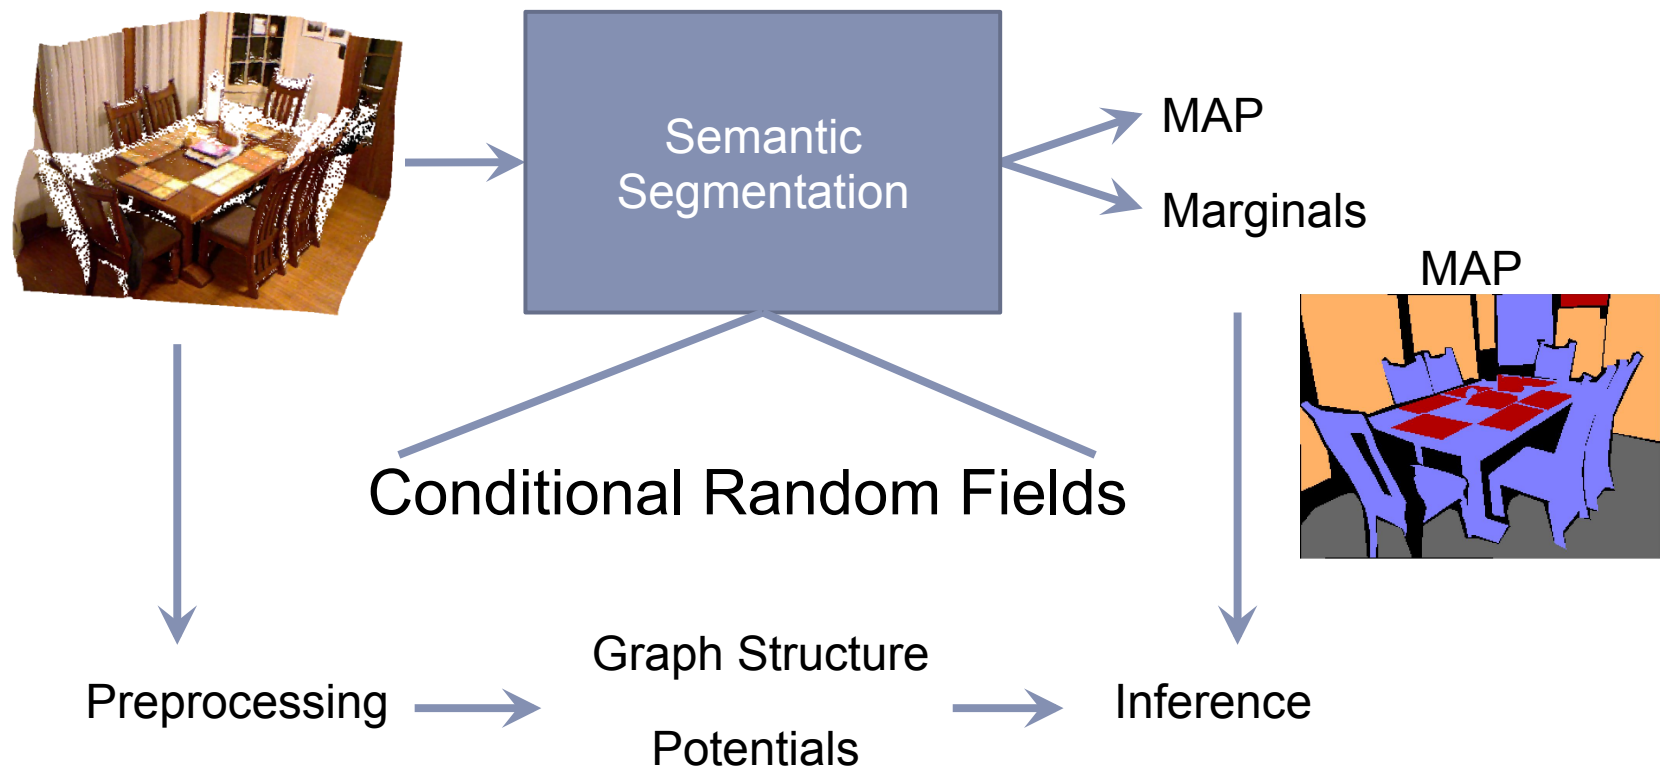 Semantic
Segmentation
MAP
Marginals
MAP
Conditional Random Fields
Preprocessing
Graph Structure
Potentials
Inference